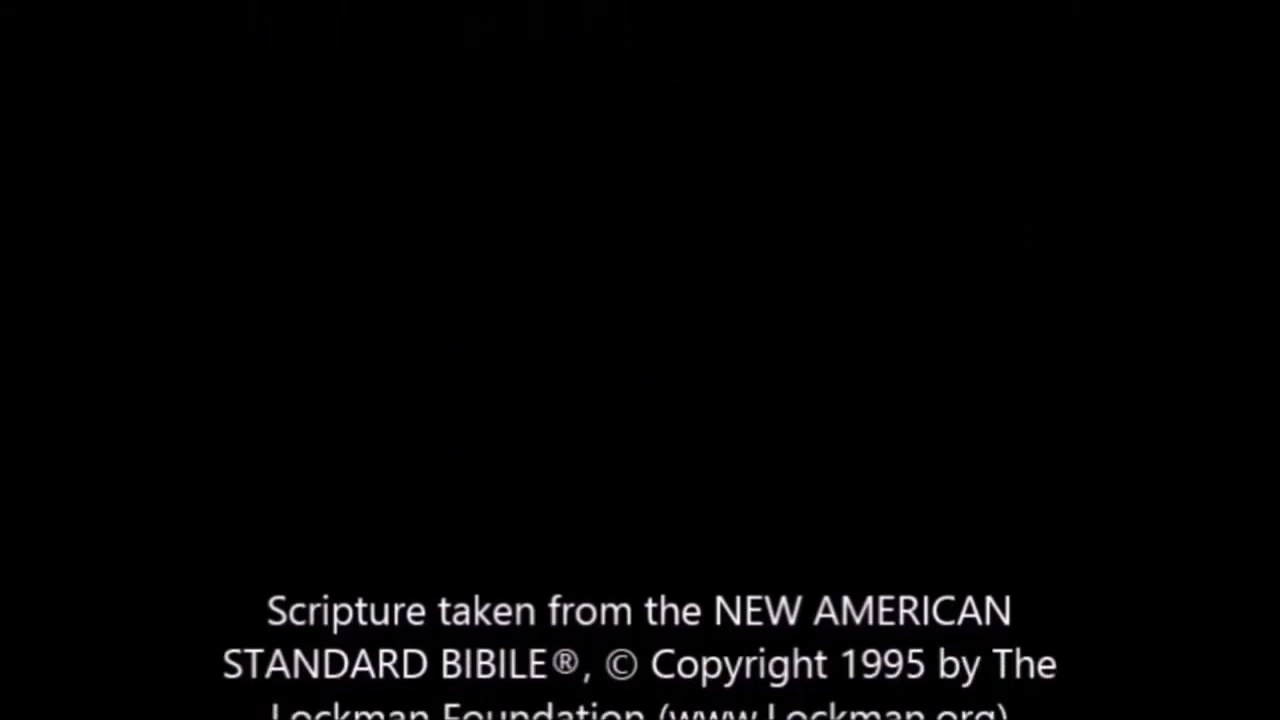 Scripture taken from the NEW AMERICAN
STANDARD BIBILE®, © Copyright 1995 by The
Lockman Foundation (www.Lockman.org)